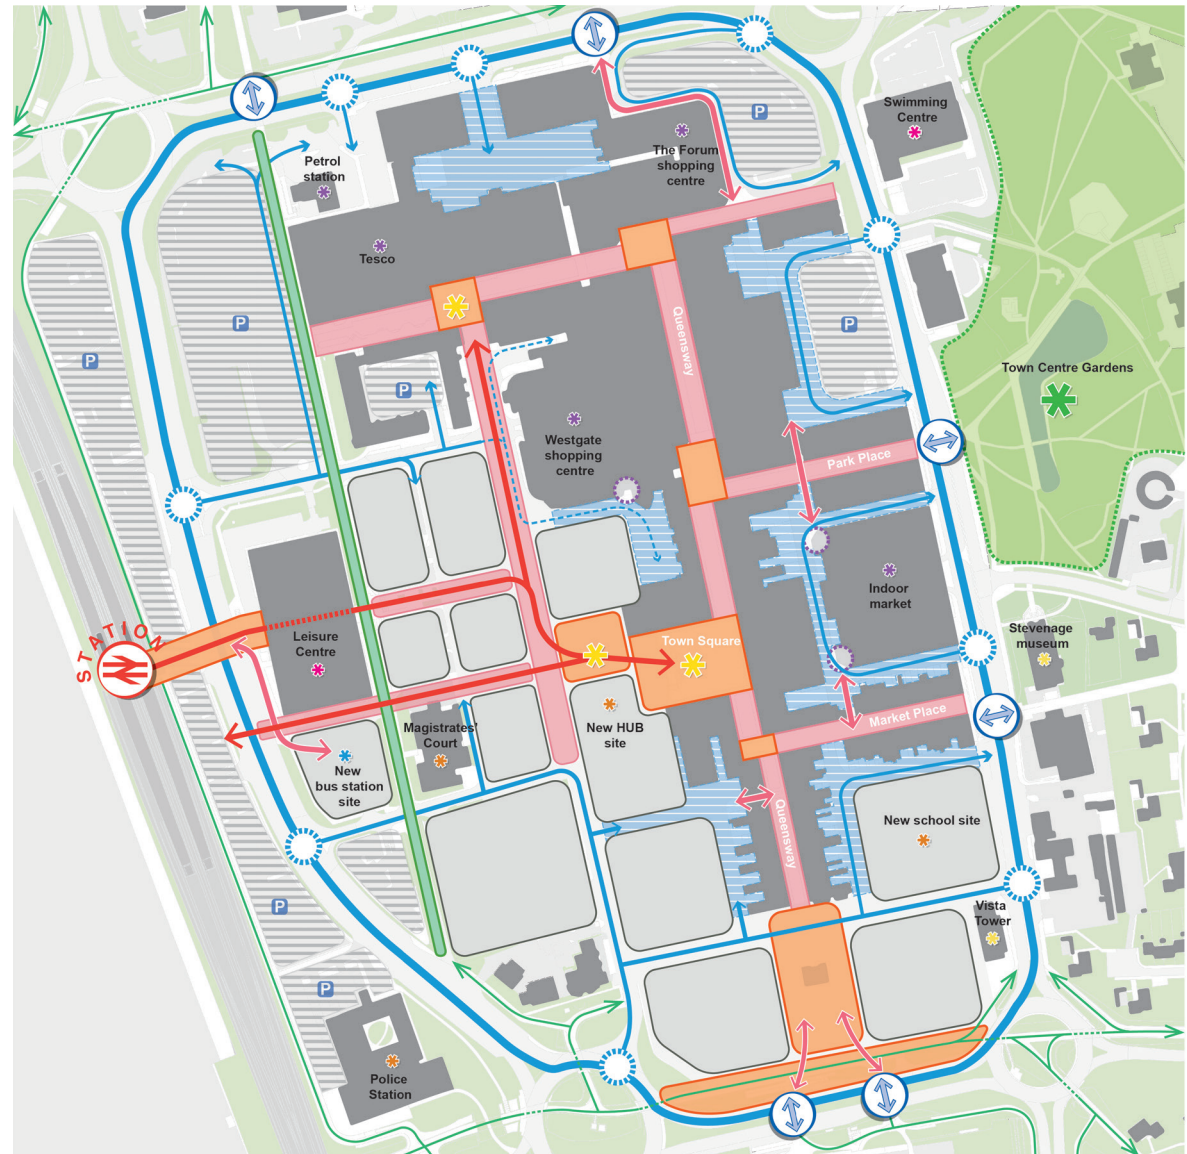 Swimming
Centre
P
The Forum
shopping
centre
Petrol
station
Tesco
P
P
Queensway
P
P
Town Centre Gardens
Westgate
shopping
centre
Park Place
Indoor
market
STATION
Leisure
Centre
Town Square
Stevenage
museum
Market Place
Magistrates'
Court
New HUB
site
New
bus station
site
Queensway
New school site
P
Vista
Tower
P
Police
Station